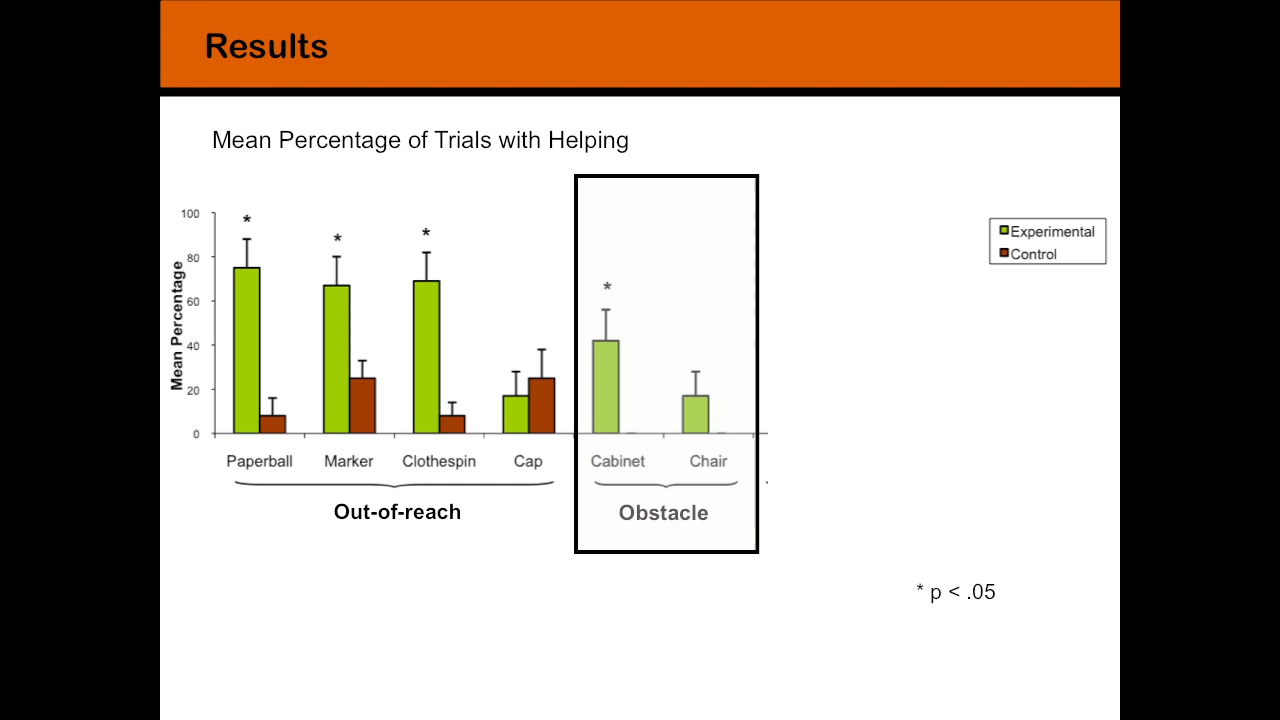 Results
Mean Percentage of Trials with Helping
Mean Percentage
100
80
60
40
20
0
*
*
*
*
Paperball
Marker
Clothespin
Cap
Cabinet
Chair
Out-of-reach
Obstacle
Experimental
Control
* p < .05